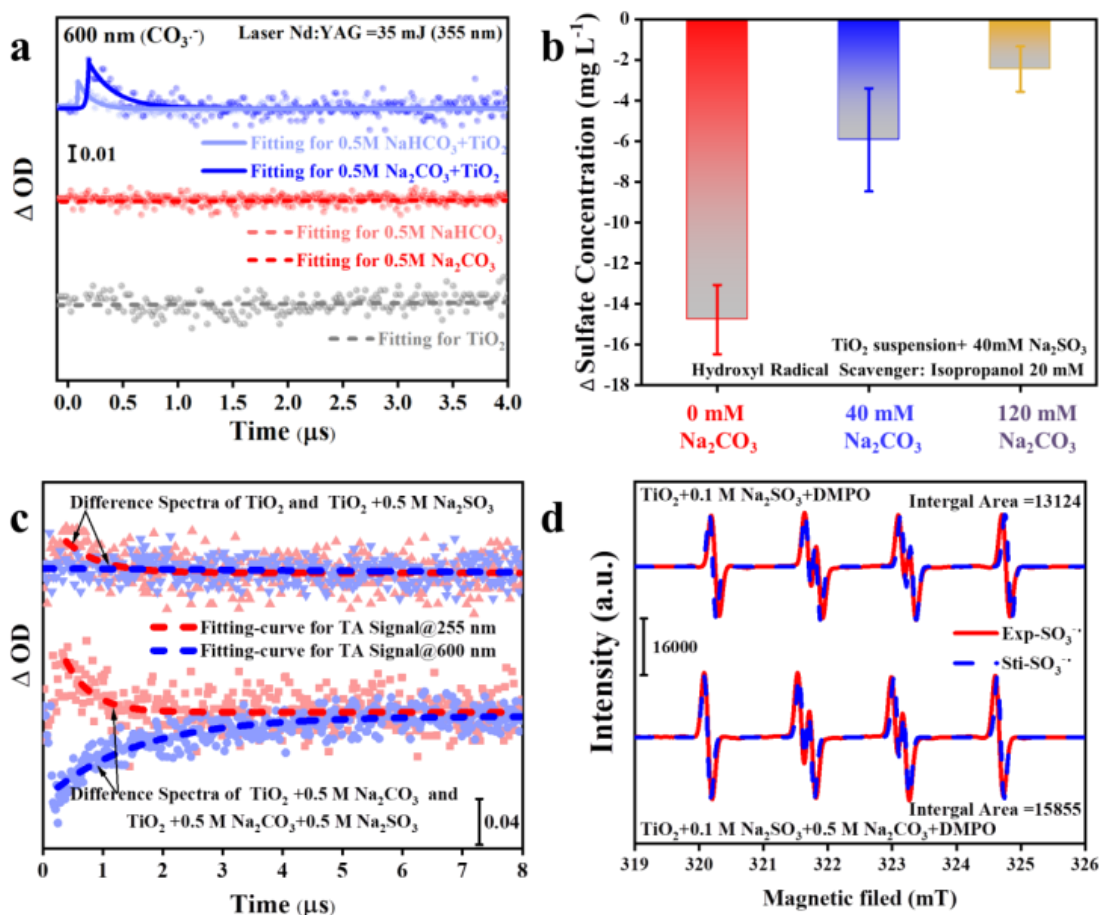 a
600 nm (CO₃·⁻)
Laser Nd:YAG =35 mJ (355 nm)
Fitting for 0.5M NaHCO₃+TiO₂
0.01
Fitting for 0.5M Na₂CO₃+TiO₂
Δ OD
Fitting for 0.5M NaHCO₃
Fitting for 0.5M Na₂CO₃
Fitting for TiO₂
0.0 0.5 1.0 1.5 2.0 2.5 3.0 3.5 4.0
Time (μs)
b
0
-2
-4
-6
-8
-10
-12
-14
-16
-18
Δ Sulfate Concentration (mg L⁻¹)
TiO₂ suspension+ 40mM Na₂SO₃
Hydroxyl Radical Scavenger: Isopropanol 20 mM
0 mM
Na₂CO₃
40 mM
Na₂CO₃
120 mM
Na₂CO₃
c
Difference Spectra of TiO₂ and TiO₂ +0.5 M Na₂SO₃
Fitting-curve for TA Signal@255 nm
Fitting-curve for TA Signal@600 nm
Δ OD
Difference Spectra of TiO₂ +0.5 M Na₂CO₃ and
TiO₂ +0.5 M Na₂CO₃+0.5 M Na₂SO₃
0.04
0 1 2 3 4 5 6 7 8
Time (μs)
d
TiO₂+0.1 M Na₂SO₃+DMPO
Intergal Area =13124
Intensity (a.u.)
16000
Exp-SO₃⁻·
Sti-SO₃⁻·
Intergal Area =15855
TiO₂+0.1 M Na₂SO₃+0.5 M Na₂CO₃+DMPO
319 320 321 322 323 324 325 326
Magnetic filed (mT)